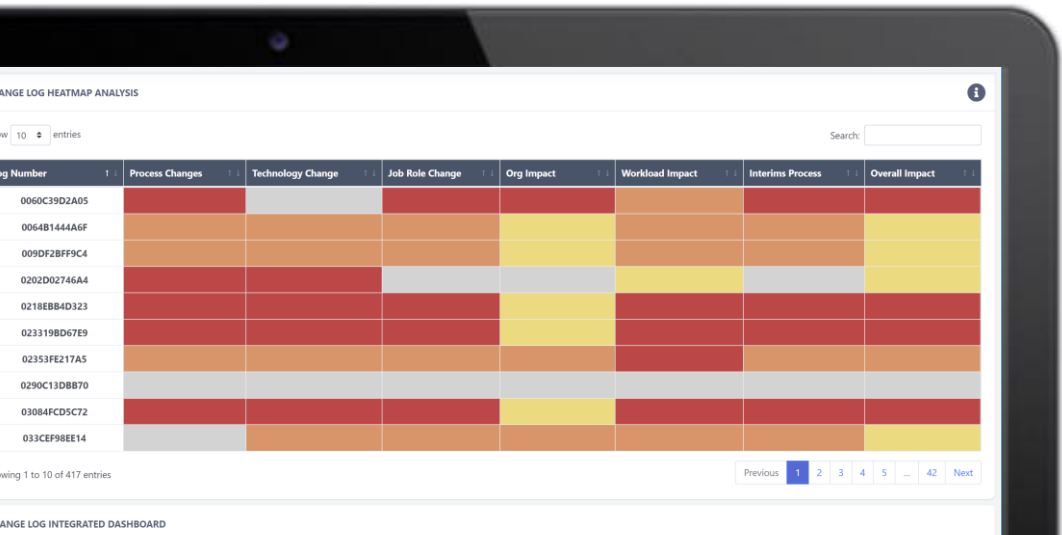 ANGE LOG HEATMAP ANALYSIS
ow 10 entries Search:
og Number Process Changes Technology Change Job Role Change Org Impact Workload Impact Interims Process Overall Impact
0060C39D2A05
0064B1444A6F
009DF2BFF9C4
0202D02746A4
0218EBB4D323
023319BD67E9
02353FE217A5
0290C13DBB70
03084FCD5C72
033CEF98EE14
owing 1 to 10 of 417 entries Previous 1 2 3 4 5 ... 42 Next
ANGE LOG INTEGRATED DASHBOARD